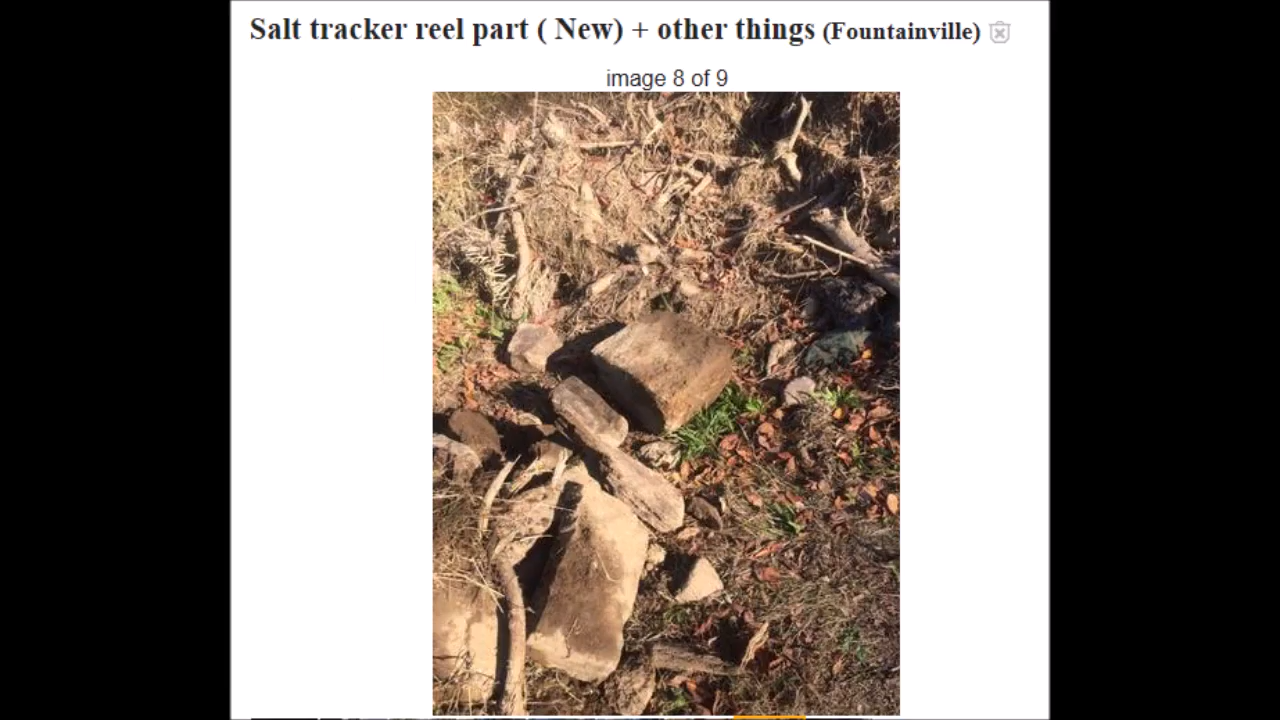 Salt tracker reel part ( New) + other things (Fountainville)
image 8 of 9